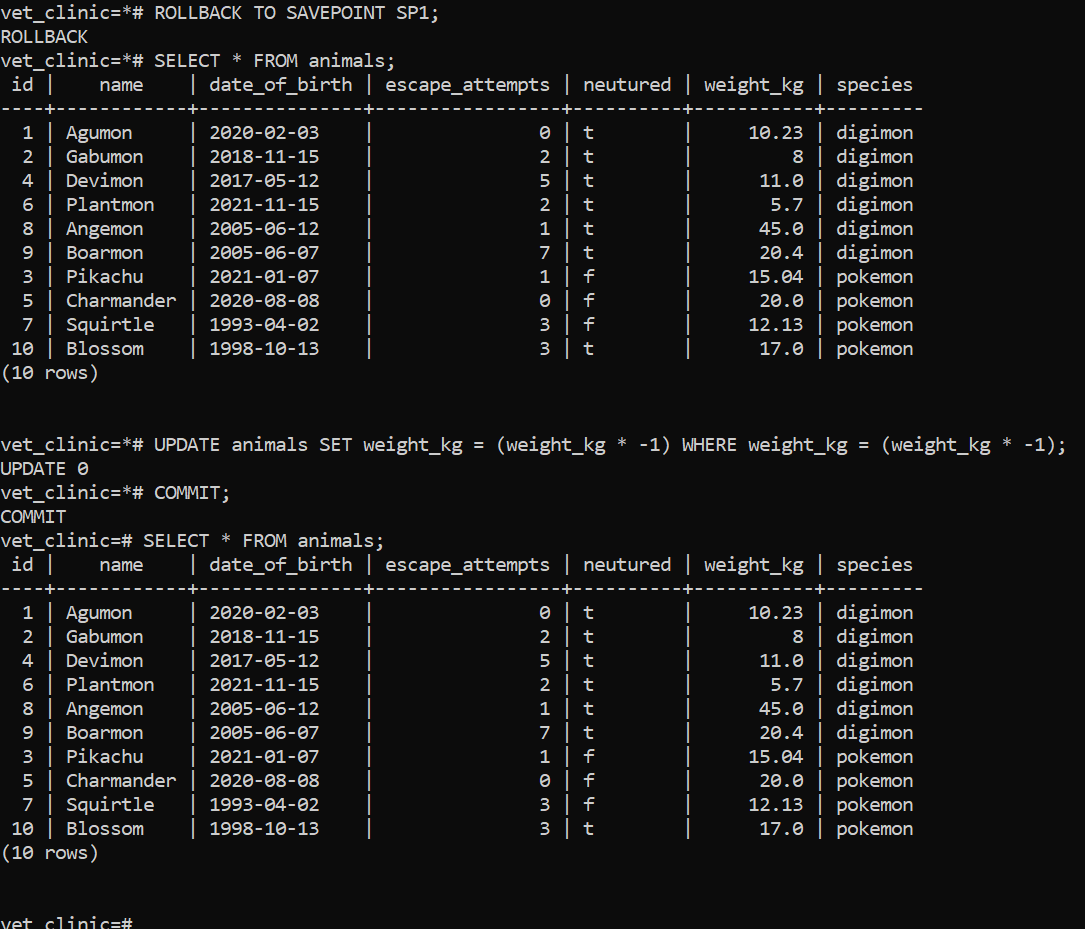 vet_clinic=*# ROLLBACK TO SAVEPOINT SP1;
ROLLBACK
vet_clinic=*# SELECT * FROM animals;
 id |    name    | date_of_birth | escape_attempts | neutured | weight_kg | species
----+------------+---------------+-----------------+----------+-----------+---------
  1 | Agumon     | 2020-02-03    |               0 | t        |     10.23 | digimon
  2 | Gabumon    | 2018-11-15    |               2 | t        |         8 | digimon
  4 | Devimon    | 2017-05-12    |               5 | t        |      11.0 | digimon
  6 | Plantmon   | 2021-11-15    |               2 | t        |       5.7 | digimon
  8 | Angemon    | 2005-06-12    |               1 | t        |      45.0 | digimon
  9 | Boarmon    | 2005-06-07    |               7 | t        |      20.4 | digimon
  3 | Pikachu    | 2021-01-07    |               1 | f        |     15.04 | pokemon
  5 | Charmander | 2020-08-08    |               0 | f        |      20.0 | pokemon
  7 | Squirtle   | 1993-04-02    |               3 | f        |     12.13 | pokemon
 10 | Blossom    | 1998-10-13    |               3 | t        |      17.0 | pokemon
(10 rows)
vet_clinic=*# UPDATE animals SET weight_kg = (weight_kg * -1) WHERE weight_kg = (weight_kg * -1);
UPDATE 0
vet_clinic=*# COMMIT;
COMMIT
vet_clinic=# SELECT * FROM animals;
 id |    name    | date_of_birth | escape_attempts | neutured | weight_kg | species
----+------------+---------------+-----------------+----------+-----------+---------
  1 | Agumon     | 2020-02-03    |               0 | t        |     10.23 | digimon
  2 | Gabumon    | 2018-11-15    |               2 | t        |         8 | digimon
  4 | Devimon    | 2017-05-12    |               5 | t        |      11.0 | digimon
  6 | Plantmon   | 2021-11-15    |               2 | t        |       5.7 | digimon
  8 | Angemon    | 2005-06-12    |               1 | t        |      45.0 | digimon
  9 | Boarmon    | 2005-06-07    |               7 | t        |      20.4 | digimon
  3 | Pikachu    | 2021-01-07    |               1 | f        |     15.04 | pokemon
  5 | Charmander | 2020-08-08    |               0 | f        |      20.0 | pokemon
  7 | Squirtle   | 1993-04-02    |               3 | f        |     12.13 | pokemon
 10 | Blossom    | 1998-10-13    |               3 | t        |      17.0 | pokemon
(10 rows)
vet_clinic=#